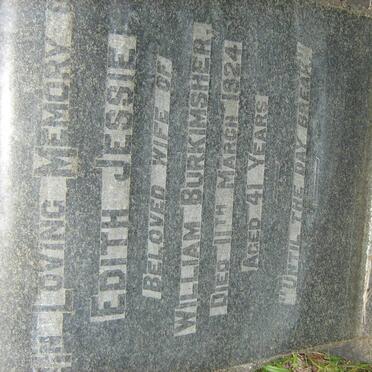 IN LOVING MEMORY
EDITH JESSIE
BELOVED WIFE OF
WILLIAM BURKIMSHER,
DIED 11TH MARCH 1924
AGED 41 YEARS
"UNTIL THE DAY BREAK"